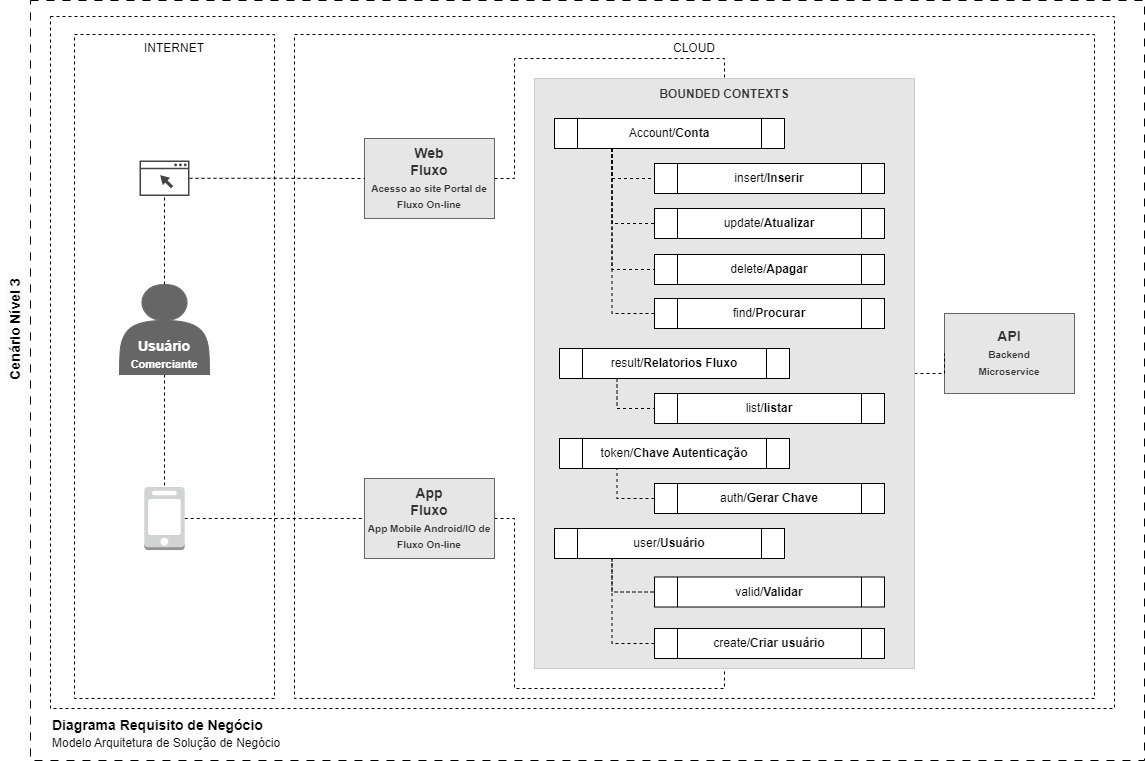 Cenário Nível 3
INTERNET
CLOUD
Usuário
Comerciante
Web
Fluxo
Acesso ao site Portal de
Fluxo On-line
App
Fluxo
App Mobile Android/IO de
Fluxo On-line
BOUNDED CONTEXTS
Account/Conta
insert/Inserir
update/Atualizar
delete/Apagar
find/Procurar
result/Relatorios Fluxo
list/listar
token/Chave Autenticação
auth/Gerar Chave
user/Usuário
valid/Validar
create/Criar usuário
API
Backend
Microservice
Diagrama Requisito de Negócio
Modelo Arquitetura de Solução de Negócio